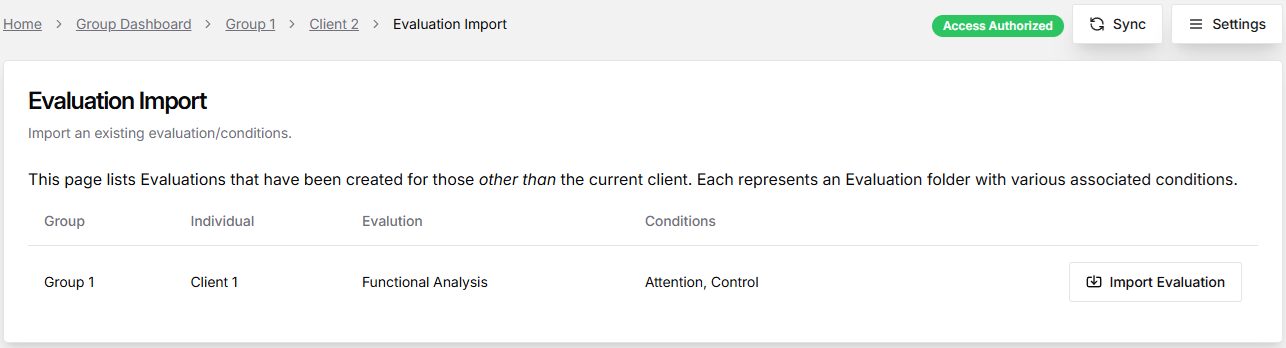 Home > Group Dashboard > Group 1 > Client 2 > Evaluation Import
Access Authorized
Sync
Settings
Evaluation Import
Import an existing evaluation/conditions.
This page lists Evaluations that have been created for those other than the current client. Each represents an Evaluation folder with various associated conditions.
Group Individual Evalution Conditions
Group 1 Client 1 Functional Analysis Attention, Control Import Evaluation